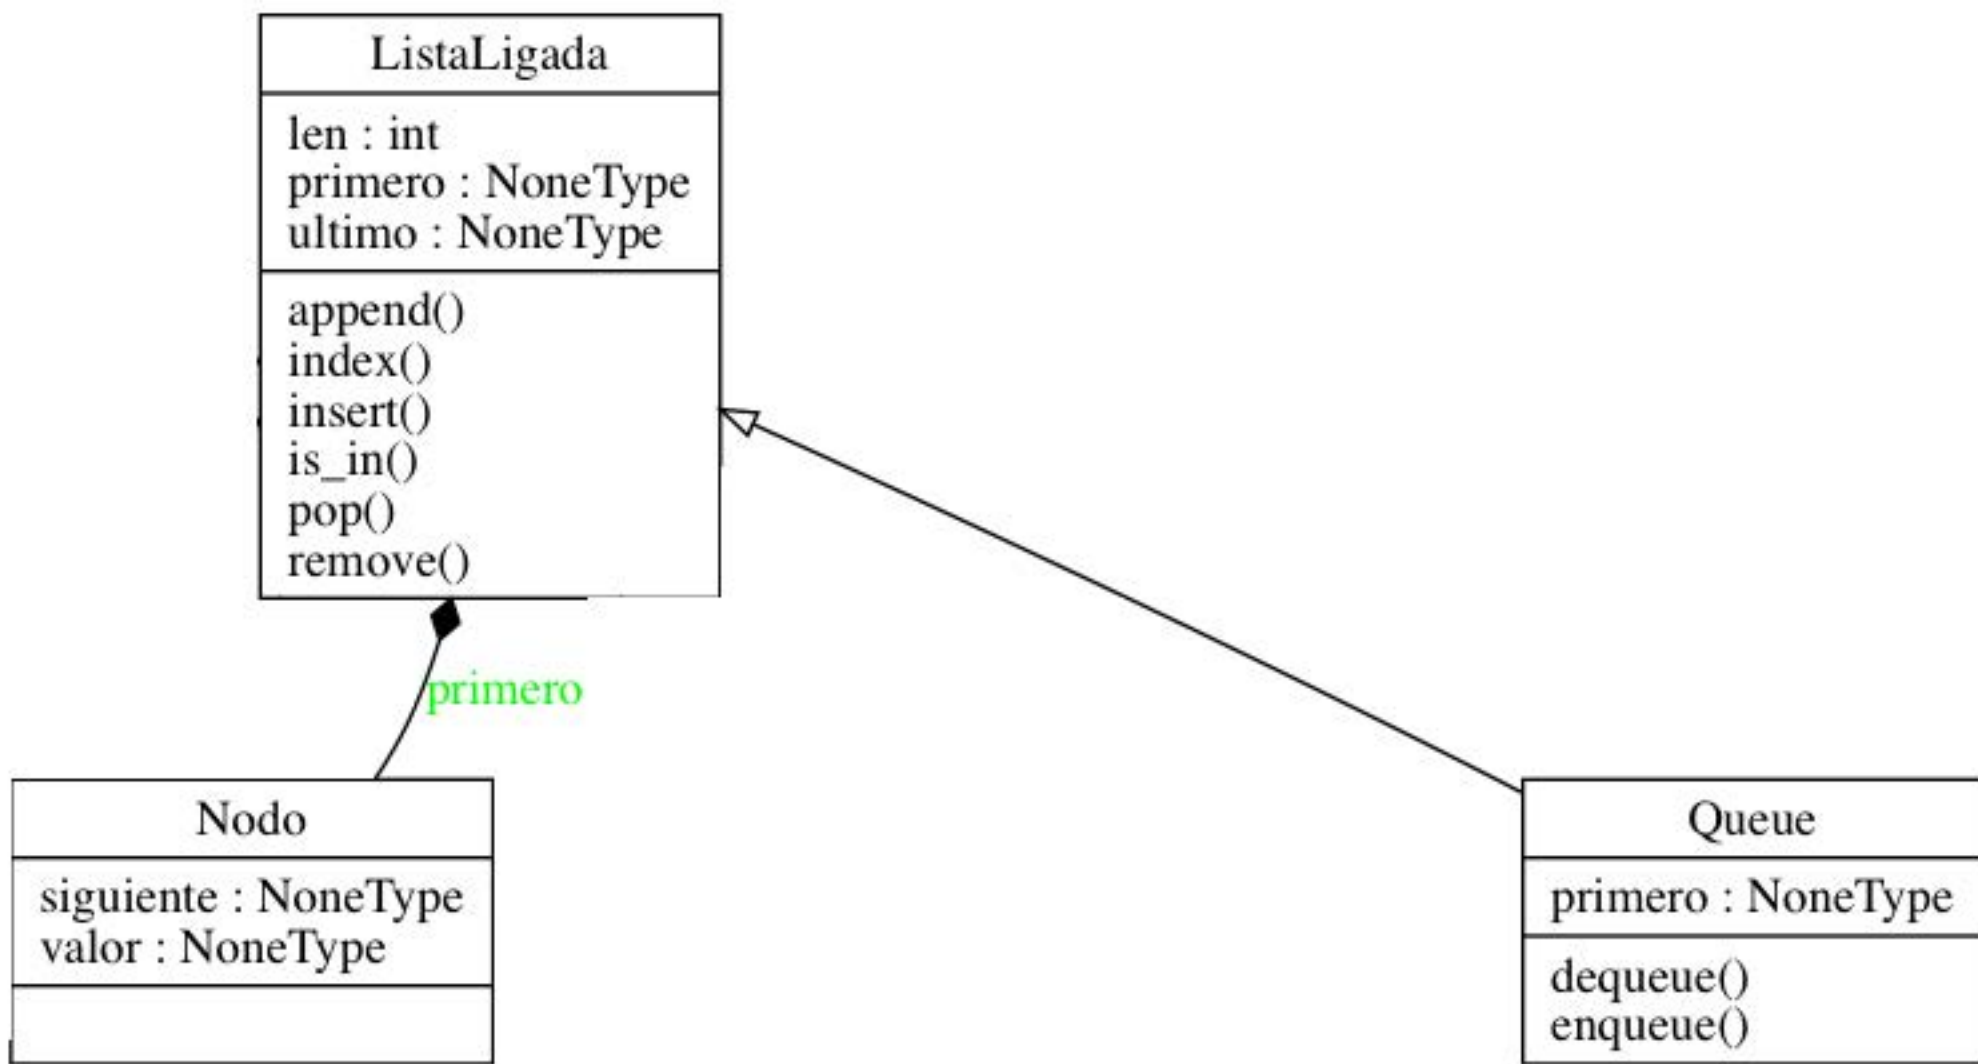 ListaLigada
len : int
primero : NoneType
ultimo : NoneType
append()
index()
insert()
is_in()
pop()
remove()
primero
Nodo
siguiente : NoneType
valor : NoneType
Queue
primero : NoneType
dequeue()
enqueue()